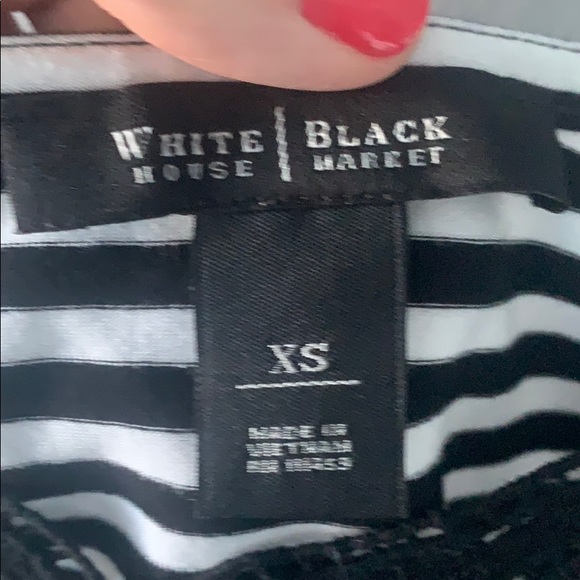 WHITE | BLACK
HOUSE | MARKET
XS
MADE IN
VIETNAM